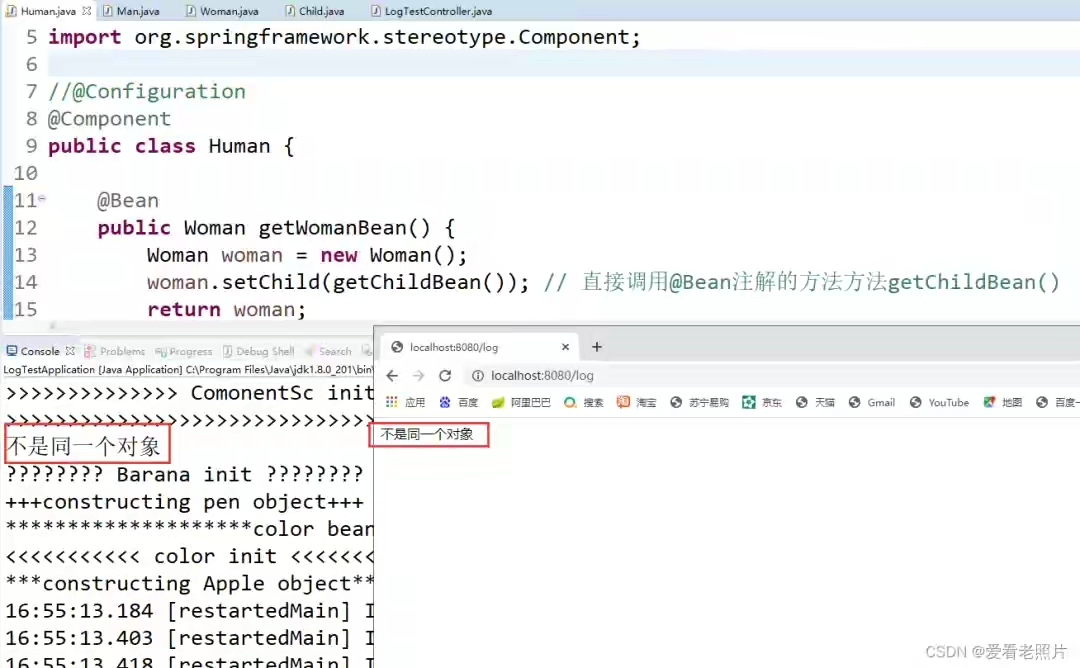 Human.java Man.java Woman.java Child.java LogTestController.java
5 import org.springframework.stereotype.Component;
6
7 //@Configuration
8 @Component
9 public class Human {
10
11 @Bean
12 public Woman getWomanBean() {
13 Woman woman = new Woman();
14 woman.setChild(getChildBean()); // 直接调用@Bean注解的方法方法getChildBean()
15 return woman;
Console Problems Progress Debug Shell Search
LogTestApplication [Java Application] C:\Program Files\Java\jdk1.8.0_201\bin\
>>>>>>>>>>>>>> ComonentSc init
>>>>>>>>>>>>>>>>>>>>>>>>>>>>>>
不是同一个对象
???????? Barana init ????????
+++constructing pen object+++
********************color bean
<<<<<<<<<<< color init <<<<<<<
***constructing Apple object**
16:55:13.184 [restartedMain] I
16:55:13.403 [restartedMain] I
16:55:13.418 [restartedMain] I
localhost:8080/log
localhost:8080/log
应用 百度 阿里巴巴 搜索 淘宝 苏宁易购 京东 天猫 Gmail YouTube 地图 百度一
不是同一个对象
CSDN @爱看老照片